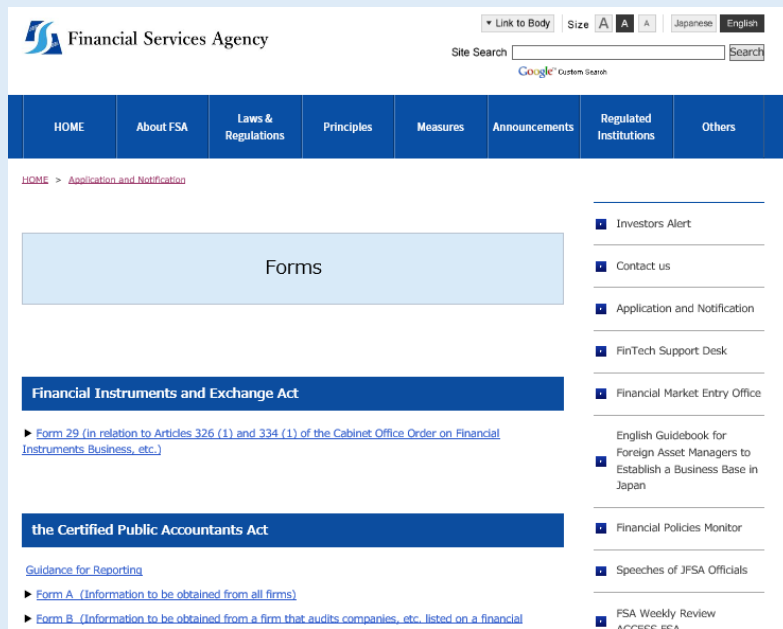 Financial Services Agency
Link to Body
Size A A A
Japanese English
Site Search
Search
Google™ Custom Search
HOME
About FSA
Laws &
Regulations
Principles
Measures
Announcements
Regulated
Institutions
Others
HOME > Application and Notification
Forms
Financial Instruments and Exchange Act
Form 29 (in relation to Articles 326 (1) and 334 (1) of the Cabinet Office Order on Financial
Instruments Business, etc.)
the Certified Public Accountants Act
Guidance for Reporting
Form A (Information to be obtained from all firms)
Form B (Information to be obtained from a firm that audits companies, etc. listed on a financial
Investors Alert
Contact us
Application and Notification
FinTech Support Desk
Financial Market Entry Office
English Guidebook for
Foreign Asset Managers to
Establish a Business Base in
Japan
Financial Policies Monitor
Speeches of JFSA Officials
FSA Weekly Review
ACCESS FSA